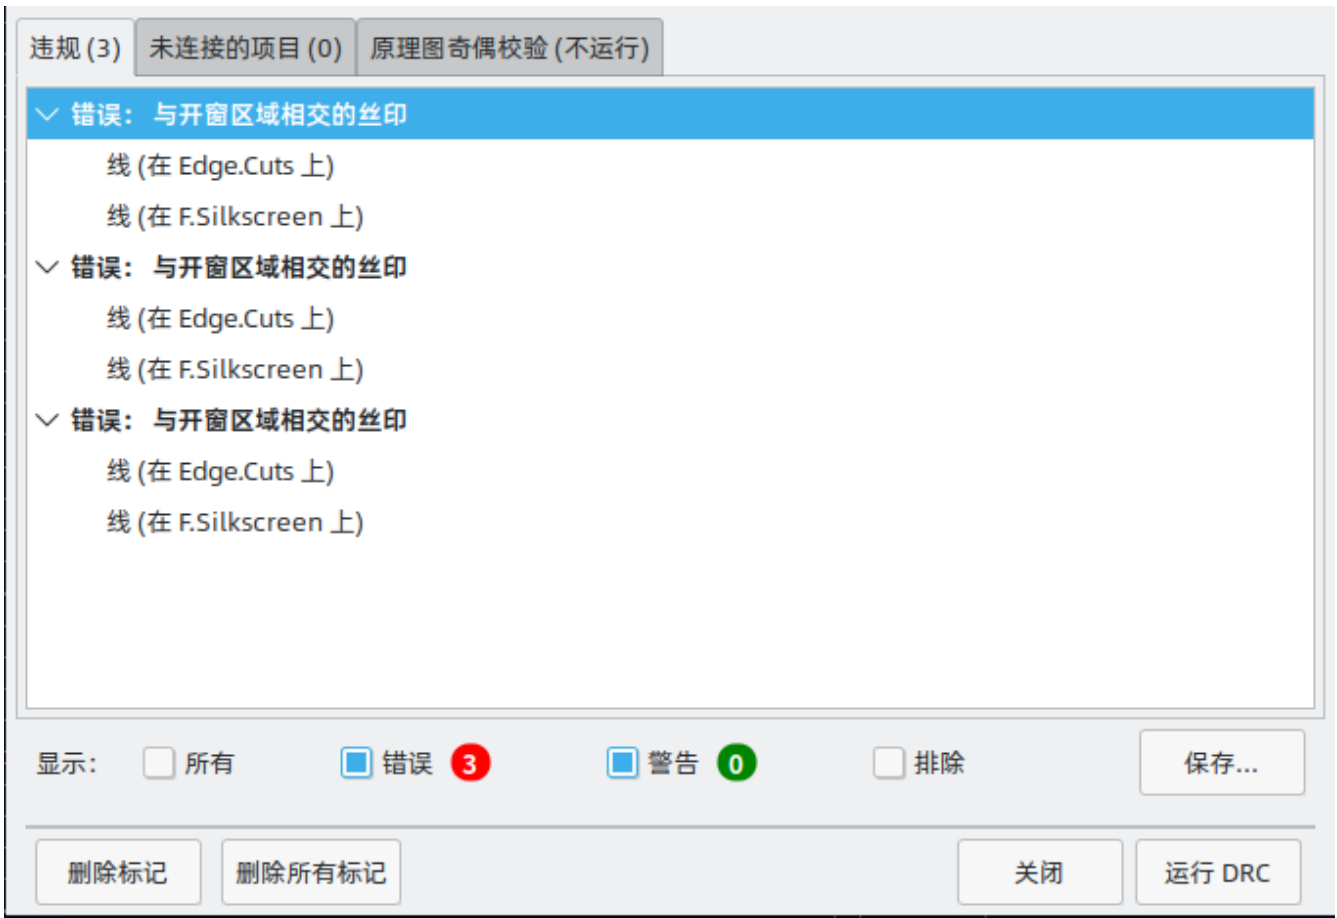 违规 (3) 未连接的项目 (0) 原理图奇偶校验 (不运行)
错误： 与开窗区域相交的丝印
线 (在 Edge.Cuts 上)
线 (在 F.Silkscreen 上)
错误： 与开窗区域相交的丝印
线 (在 Edge.Cuts 上)
线 (在 F.Silkscreen 上)
错误： 与开窗区域相交的丝印
线 (在 Edge.Cuts 上)
线 (在 F.Silkscreen 上)
显示： 所有 错误 3 警告 0 排除 保存...
删除标记 删除所有标记 关闭 运行 DRC